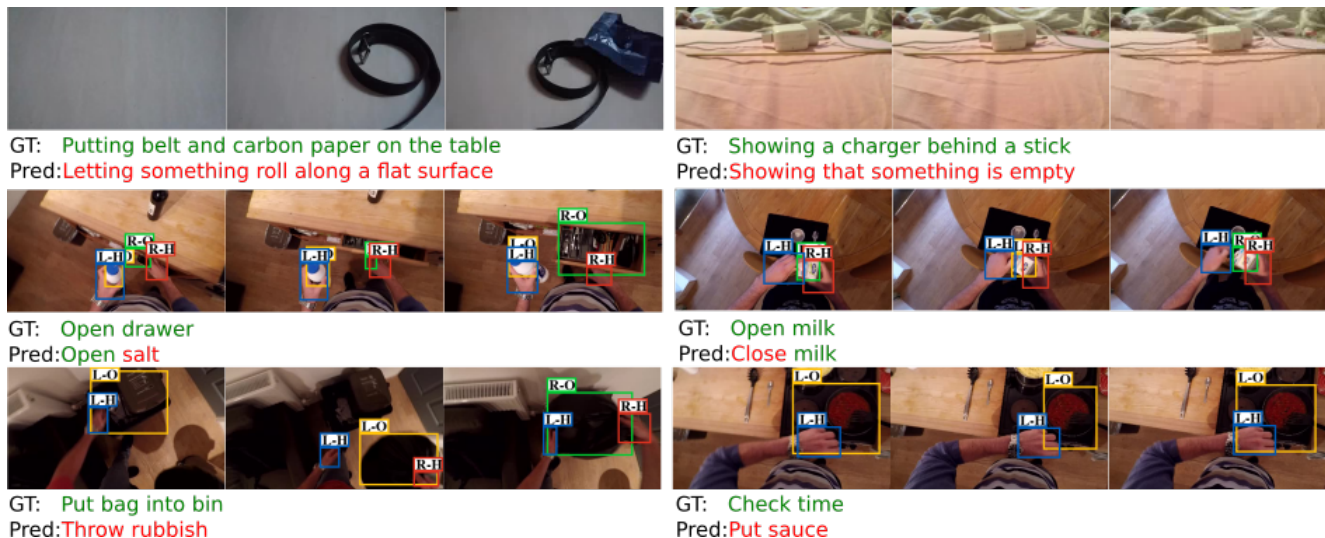 GT: Putting belt and carbon paper on the table
Pred:Letting something roll along a flat surface
GT: Showing a charger behind a stick
Pred:Showing that something is empty
R-O
L-H
R-H
L-O
L-H
R-H
R-O
L-O
L-H
R-H
GT: Open drawer
Pred:Open salt
L-H
R-H
L-H
R-H
L-H
R-H
GT: Open milk
Pred:Close milk
L-O
L-H
L-H
L-O
R-H
R-O
L-H
R-H
GT: Put bag into bin
Pred:Throw rubbish
L-O
L-H
L-O
L-H
L-O
L-H
GT: Check time
Pred:Put sauce